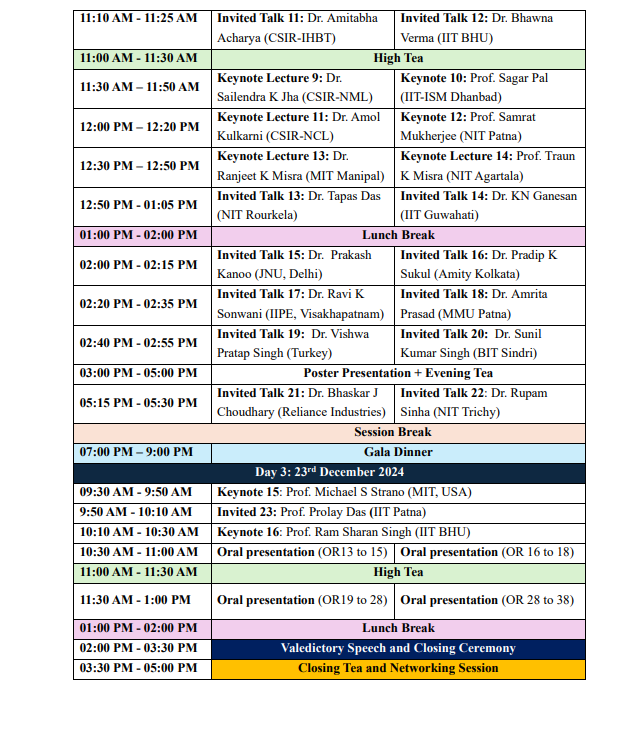 11:10 AM - 11:25 AM Invited Talk 11: Dr. Amitabha Invited Talk 12: Dr. Bhawna
Acharya (CSIR-IHBT) Verma (IIT BHU)
11:00 AM - 11:30 AM High Tea
11:30 AM – 11:50 AM Keynote Lecture 9: Dr. Keynote 10: Prof. Sagar Pal
Sailendra K Jha (CSIR-NML) (IIT-ISM Dhanbad)
12:00 PM – 12:20 PM Keynote Lecture 11: Dr. Amol Keynote 12: Prof. Samrat
Kulkarni (CSIR-NCL) Mukherjee (NIT Patna)
12:30 PM – 12:50 PM Keynote Lecture 13: Dr. Keynote Lecture 14: Prof. Traun
Ranjeet K Misra (MIT Manipal) K Misra (NIT Agartala)
12:50 PM - 01:05 PM Invited Talk 13: Dr. Tapas Das Invited Talk 14: Dr. KN Ganesan
(NIT Rourkela) (IIT Guwahati)
01:00 PM - 02:00 PM Lunch Break
02:00 PM - 02:15 PM Invited Talk 15: Dr. Prakash Invited Talk 16: Dr. Pradip K
Kanoo (JNU, Delhi) Sukul (Amity Kolkata)
02:20 PM - 02:35 PM Invited Talk 17: Dr. Ravi K Invited Talk 18: Dr. Amrita
Sonwani (IIPE, Visakhapatnam) Prasad (MMU Patna)
02:40 PM - 02:55 PM Invited Talk 19: Dr. Vishwa Invited Talk 20: Dr. Sunil
Pratap Singh (Turkey) Kumar Singh (BIT Sindri)
03:00 PM - 05:00 PM Poster Presentation + Evening Tea
05:15 PM - 05:30 PM Invited Talk 21: Dr. Bhaskar J Invited Talk 22: Dr. Rupam
Choudhary (Reliance Industries) Sinha (NIT Trichy)
Session Break
07:00 PM – 9:00 PM Gala Dinner
Day 3: 23rd December 2024
09:30 AM - 9:50 AM Keynote 15: Prof. Michael S Strano (MIT, USA)
9:50 AM - 10:10 AM Invited 23: Prof. Prolay Das (IIT Patna)
10:10 AM - 10:30 AM Keynote 16: Prof. Ram Sharan Singh (IIT BHU)
10:30 AM - 11:00 AM Oral presentation (OR13 to 15) Oral presentation (OR 16 to 18)
11:00 AM - 11:30 AM High Tea
11:30 AM - 1:00 PM Oral presentation (OR19 to 28) Oral presentation (OR 28 to 38)
01:00 PM - 02:00 PM Lunch Break
02:00 PM - 03:30 PM Valedictory Speech and Closing Ceremony
03:30 PM - 05:00 PM Closing Tea and Networking Session